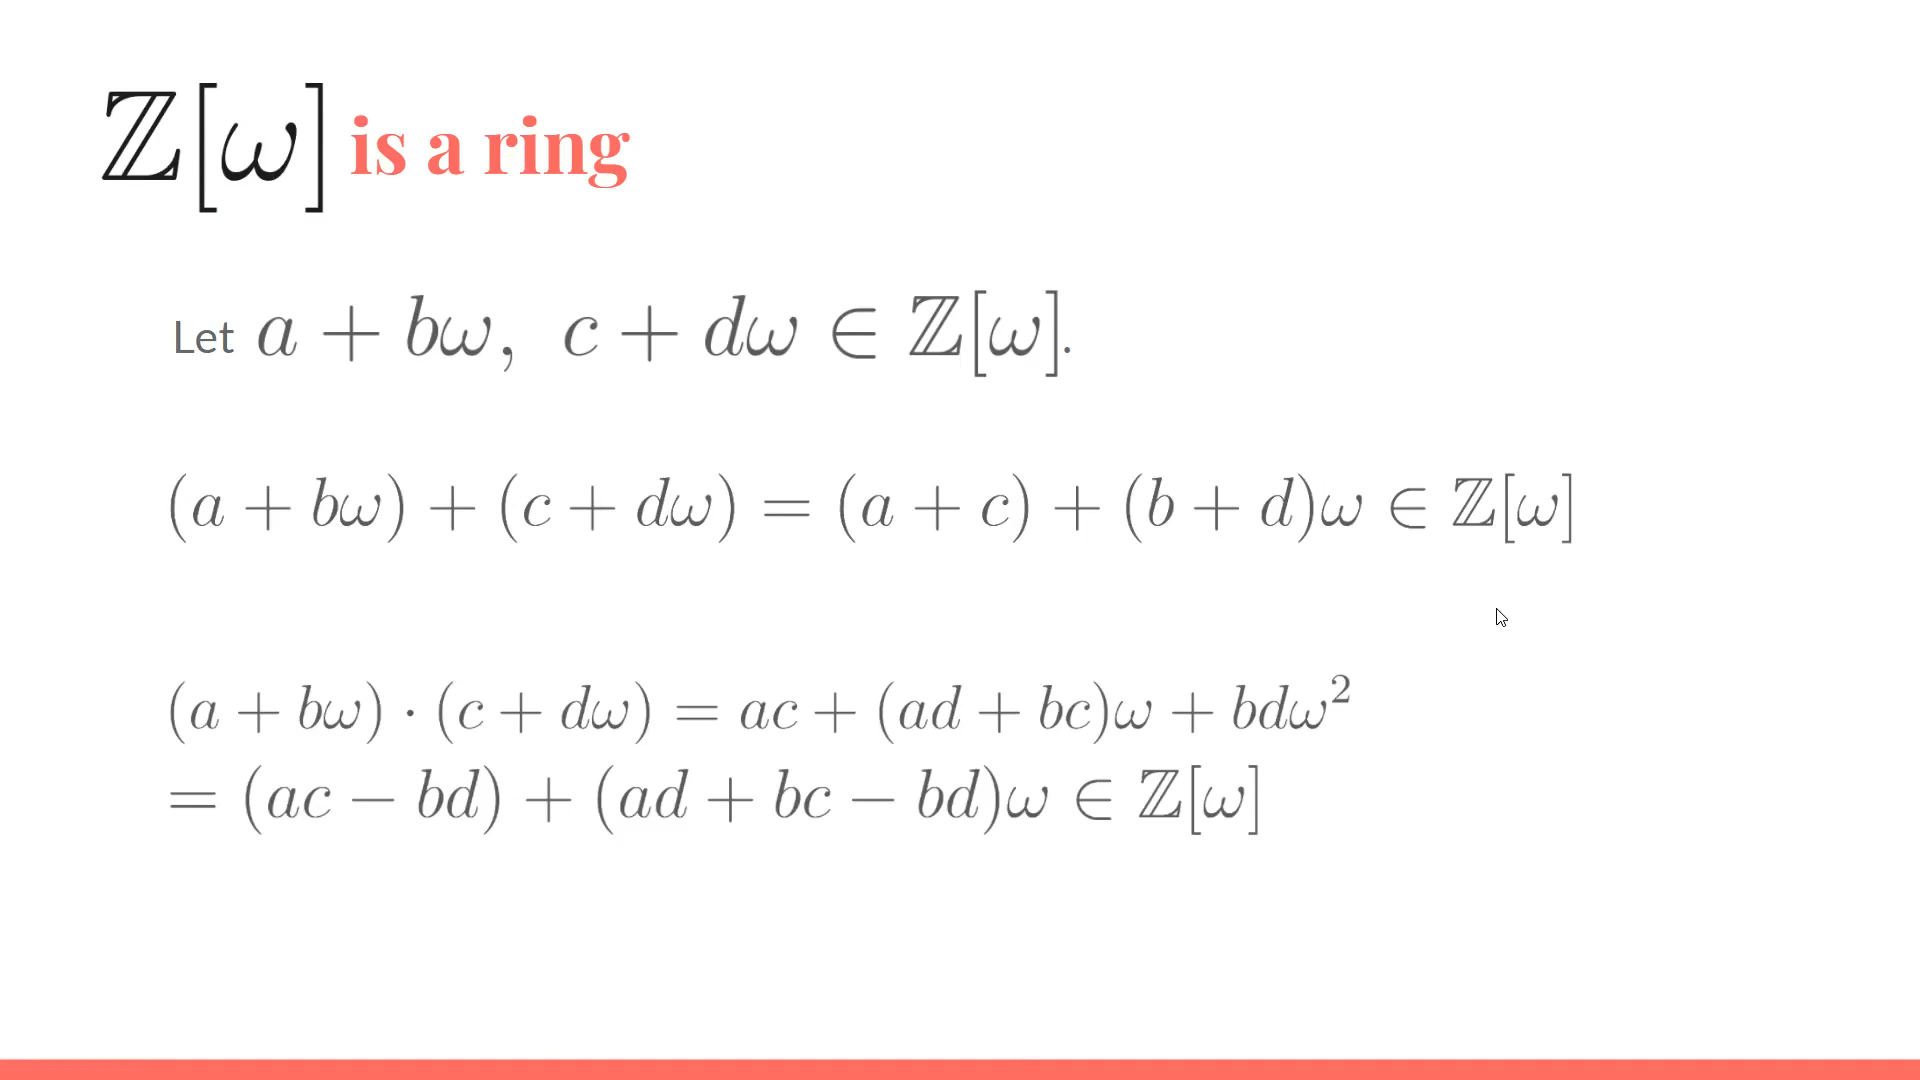 ℤ[ω] is a ring
Let a + bω, c + dω ∈ ℤ[ω].
(a + bω) + (c + dω) = (a + c) + (b + d)ω ∈ ℤ[ω]
(a + bω) · (c + dω) = ac + (ad + bc)ω + bdω²
= (ac − bd) + (ad + bc − bd)ω ∈ ℤ[ω]